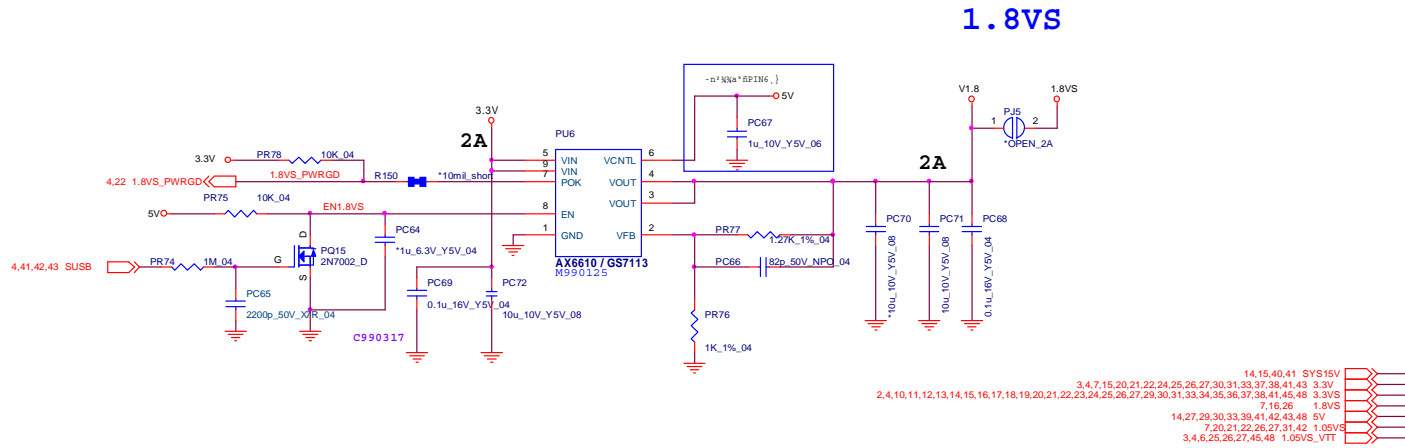 1.8VS
3.3V
2A
PU6
PIN6
5V
PC67
1u_10V_Y5V_06
V1.8
1.8VS
PJ5
1
2
*OPEN_2A
2A
3.3V
PR78
10K_04
4,22 1.8VS_PWRGD
1.8VS_PWRGD
R150
*10mil_short
5
VIN
9
VIN
7
POK
8
EN
1
GND
VCNTL
6
VOUT
4
VOUT
3
VFB
2
AX6610 / GS7113
M990125
5V
PR75
10K_04
EN1.8VS
D
G
S
PQ15
2N7002_D
PC64
*1u_6.3V_Y5V_04
4,41,42,43 SUSB
PR74
1M_04
PC65
2200p_50V_X7R_04
PC69
0.1u_16V_Y5V_04
PC72
10u_10V_Y5V_08
C990317
PR77
1.27K_1%_04
PC66
82p_50V_NPO_04
PR76
1K_1%_04
PC70
*10u_10V_Y5V_08
PC71
10u_10V_Y5V_08
PC68
0.1u_16V_Y5V_04
14,15,40,41 SYS15V
3,4,7,15,20,21,22,24,25,26,27,30,31,33,37,38,41,43 3.3V
2,4,10,11,12,13,14,15,16,17,18,19,20,21,22,23,24,25,26,27,29,30,31,33,34,35,36,37,38,41,45,48 3.3VS
7,16,26 1.8VS
14,27,29,30,33,39,41,42,43,48 5V
7,20,21,22,26,27,31,42 1.05VS
3,4,6,25,26,27,45,48 1.05VS_VTT